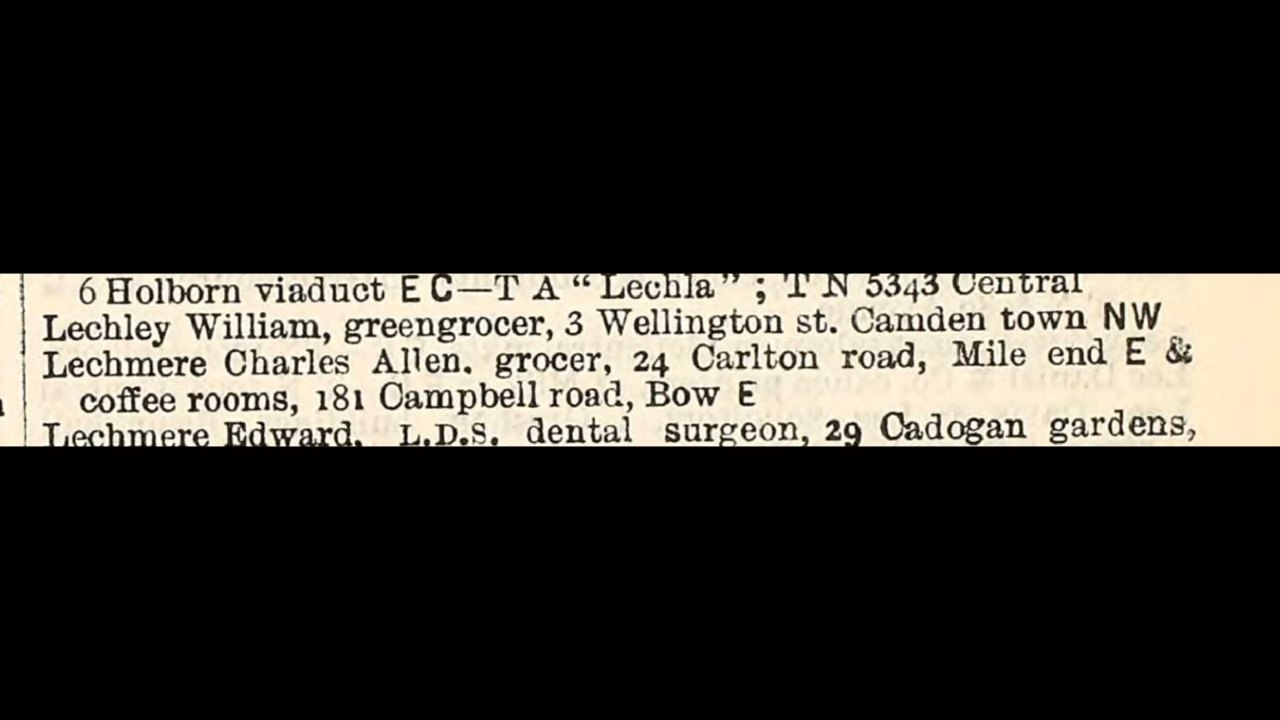 6 Holborn viaduct E C—T A “Lechla” ; T N 5343 Central
Lechley William, greengrocer, 3 Wellington st. Camden town NW
Lechmere Charles Allen. grocer, 24 Carlton road, Mile end E &
coffee rooms, 181 Campbell road, Bow E
Lechmere Edward, L.D.S. dental surgeon, 29 Cadogan gardens,